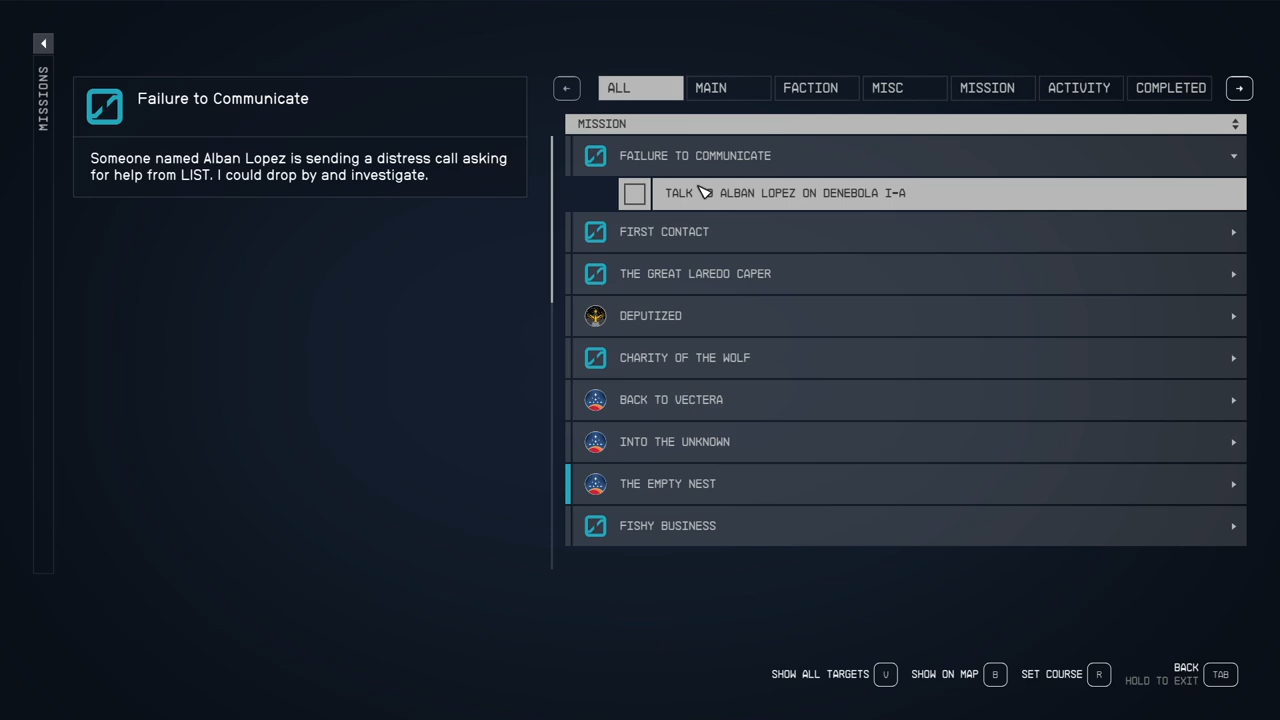 MISSIONS
Failure to Communicate
Someone named Alban Lopez is sending a distress call asking
for help from LIST. I could drop by and investigate.
ALL MAIN FACTION MISC MISSION ACTIVITY COMPLETED
MISSION
FAILURE TO COMMUNICATE
TALK ALBAN LOPEZ ON DENEBOLA I-A
FIRST CONTACT
THE GREAT LAREDO CAPER
DEPUTIZED
CHARITY OF THE WOLF
BACK TO VECTERA
INTO THE UNKNOWN
THE EMPTY NEST
FISHY BUSINESS
SHOW ALL TARGETS V SHOW ON MAP B SET COURSE R BACK TAB
HOLD TO EXIT